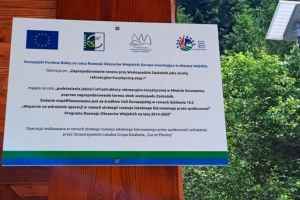 Europejski Fundusz Rolny na rzecz Rozwoju Obszarów Wiejskich: Europa inwestująca w obszary wiejskie.
Operacja pn. „Zagospodarowanie terenu przy Wodospadzie Zaskalnik jako strefy
rekreacyjno-turystycznej etap I"
mająca na celu „podniesienie jakości infrastruktury rekreacyjno-turystycznej w Mieście Szczawnica
poprzez zagospodarowanie terenu obok wodospadu Zaskalnik.
Zadanie współfinansowane jest ze środków Unii Europejskiej w ramach działania 19.2
„Wsparcie na wdrażanie operacji w ramach strategii rozwoju lokalnego kierowanego przez społeczność"
Programu Rozwoju Obszarów Wiejskich na lata 2014-2020"
Operacja realizowana w ramach strategii rozwoju lokalnego kierowanego przez społeczność wdrażanej
przez Stowarzyszenie Lokalna Grupa Działania „Gorce-Pieniny"